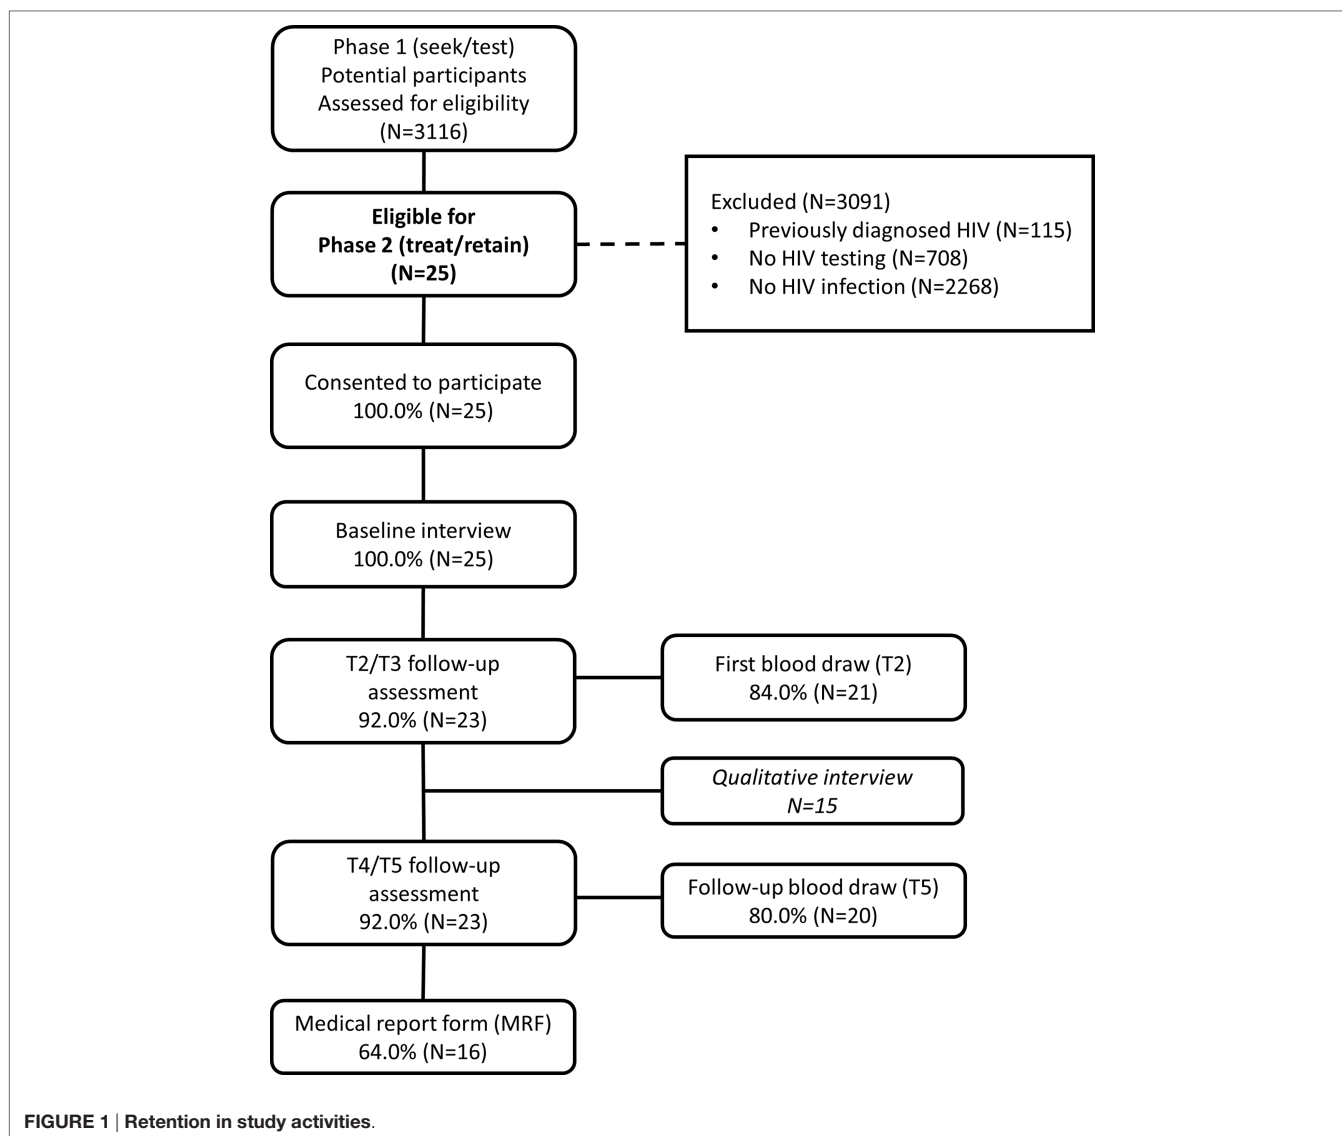 Phase 1 (seek/test)
Potential participants
Assessed for eligibility
(N=3116)
Eligible for
Phase 2 (treat/retain)
(N=25)
Excluded (N=3091)
• Previously diagnosed HIV (N=115)
• No HIV testing (N=708)
• No HIV infection (N=2268)
Consented to participate
100.0% (N=25)
Baseline interview
100.0% (N=25)
T2/T3 follow-up
assessment
92.0% (N=23)
First blood draw (T2)
84.0% (N=21)
Qualitative interview
N=15
T4/T5 follow-up
assessment
92.0% (N=23)
Follow-up blood draw (T5)
80.0% (N=20)
Medical report form (MRF)
64.0% (N=16)
FIGURE 1 | Retention in study activities.